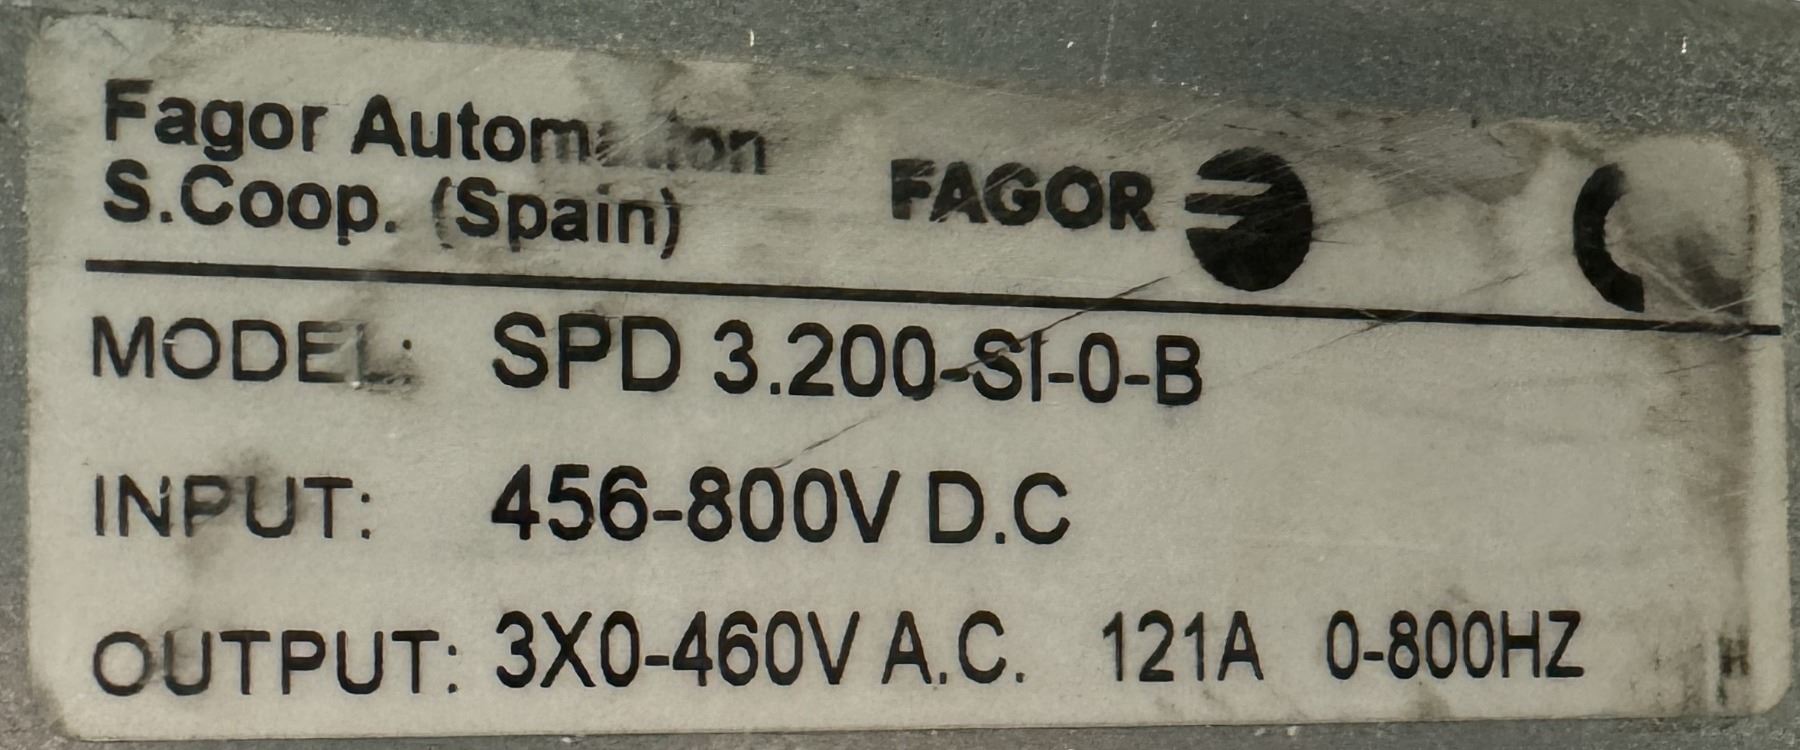 Fagor Automation
S.Coop. (Spain)
FAGOR
MODEL: SPD 3.200-SI-0-B
INPUT: 456-800V D.C
OUTPUT: 3X0-460V A.C. 121A 0-800HZ